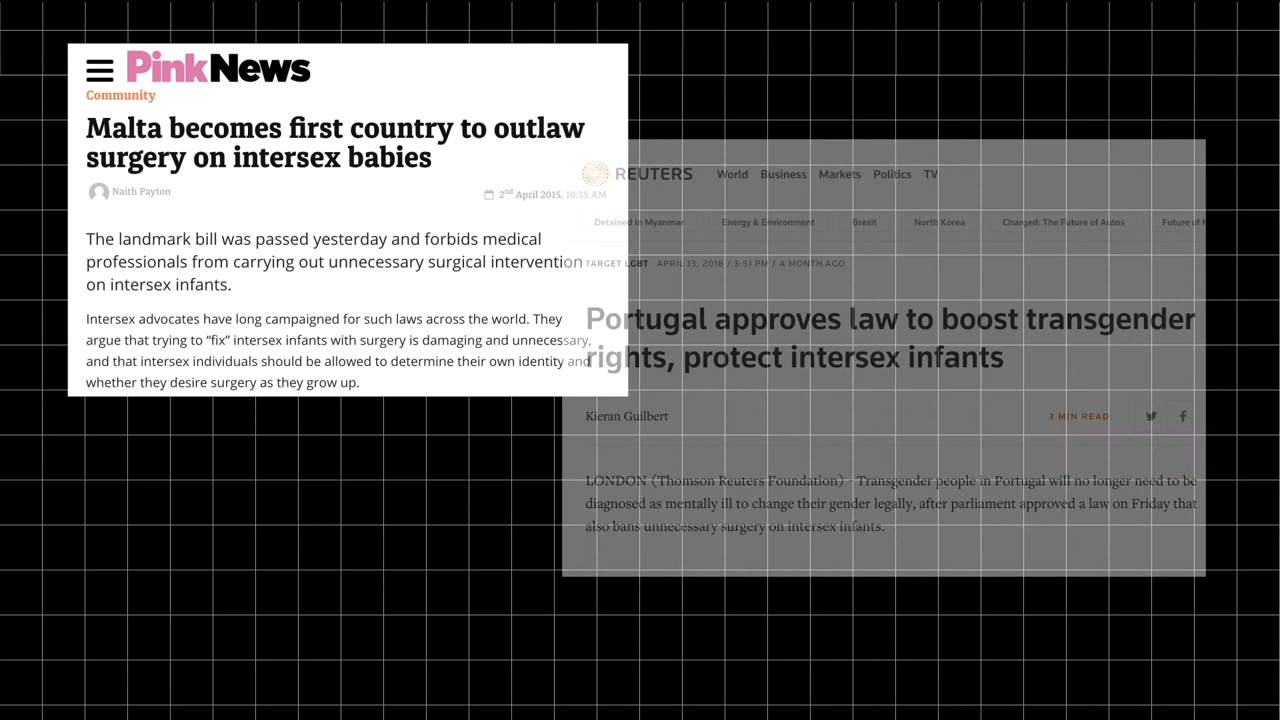 PinkNews
Community
Malta becomes first country to outlaw
surgery on intersex babies
Naith Payton
2nd April 2015, 10:35 AM
The landmark bill was passed yesterday and forbids medical
professionals from carrying out unnecessary surgical intervention
on intersex infants.
Intersex advocates have long campaigned for such laws across the world. They
argue that trying to “fix” intersex infants with surgery is damaging and unnecessary,
and that intersex individuals should be allowed to determine their own identity and
whether they desire surgery as they grow up.
REUTERS World Business Markets Politics TV
Detained In Myanmar Energy & Environment Brexit North Korea Changed: The Future of Autos Future of
TARGET LGBT APRIL 13, 2018 / 3:51 PM / A MONTH AGO
Portugal approves law to boost transgender
rights, protect intersex infants
Kieran Guilbert
3 MIN READ
LONDON (Thomson Reuters Foundation) - Transgender people in Portugal will no longer need to be
diagnosed as mentally ill to change their gender legally, after parliament approved a law on Friday that
also bans unnecessary surgery on intersex infants.